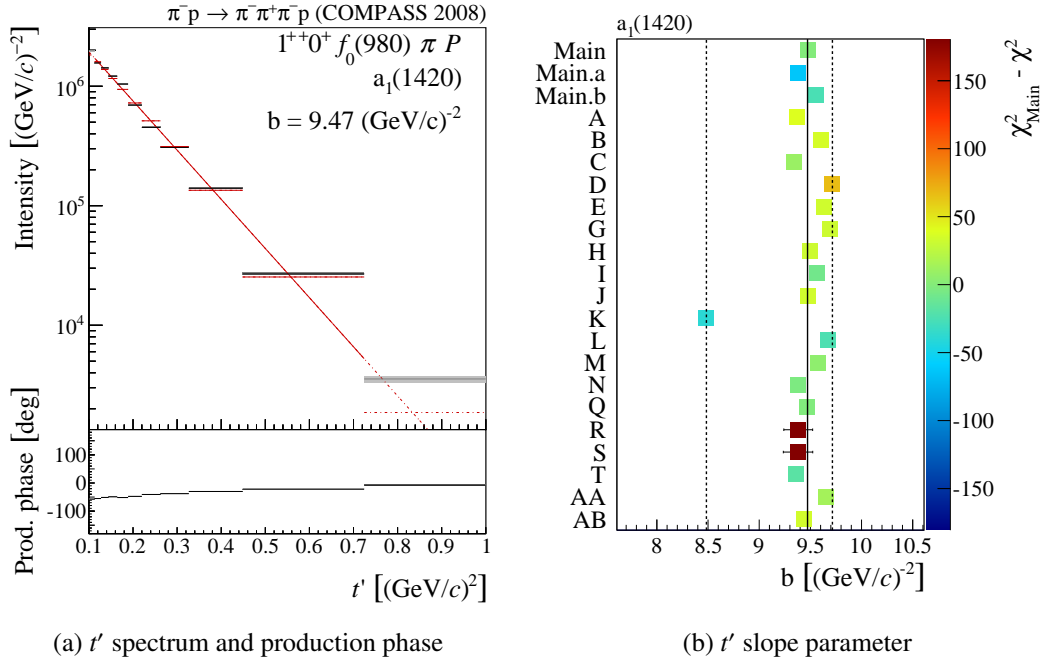 π⁻p → π⁻π⁺π⁻p (COMPASS 2008)
1⁺⁺0⁺ f₀(980) π P
a₁(1420)
b = 9.47 (GeV/c)⁻²
Intensity [(GeV/c)⁻²]
10⁶
10⁵
10⁴
Prod. phase [deg]
100
0
-100
0.1 0.2 0.3 0.4 0.5 0.6 0.7 0.8 0.9 1
t' [(GeV/c)²]
(a) t′ spectrum and production phase
a₁(1420)
Main
Main.a
Main.b
A
B
C
D
E
G
H
I
J
K
L
M
N
Q
R
S
T
AA
AB
8 8.5 9 9.5 10 10.5
b [(GeV/c)⁻²]
150
100
50
0
-50
-100
-150
χ²Main - χ²
(b) t′ slope parameter